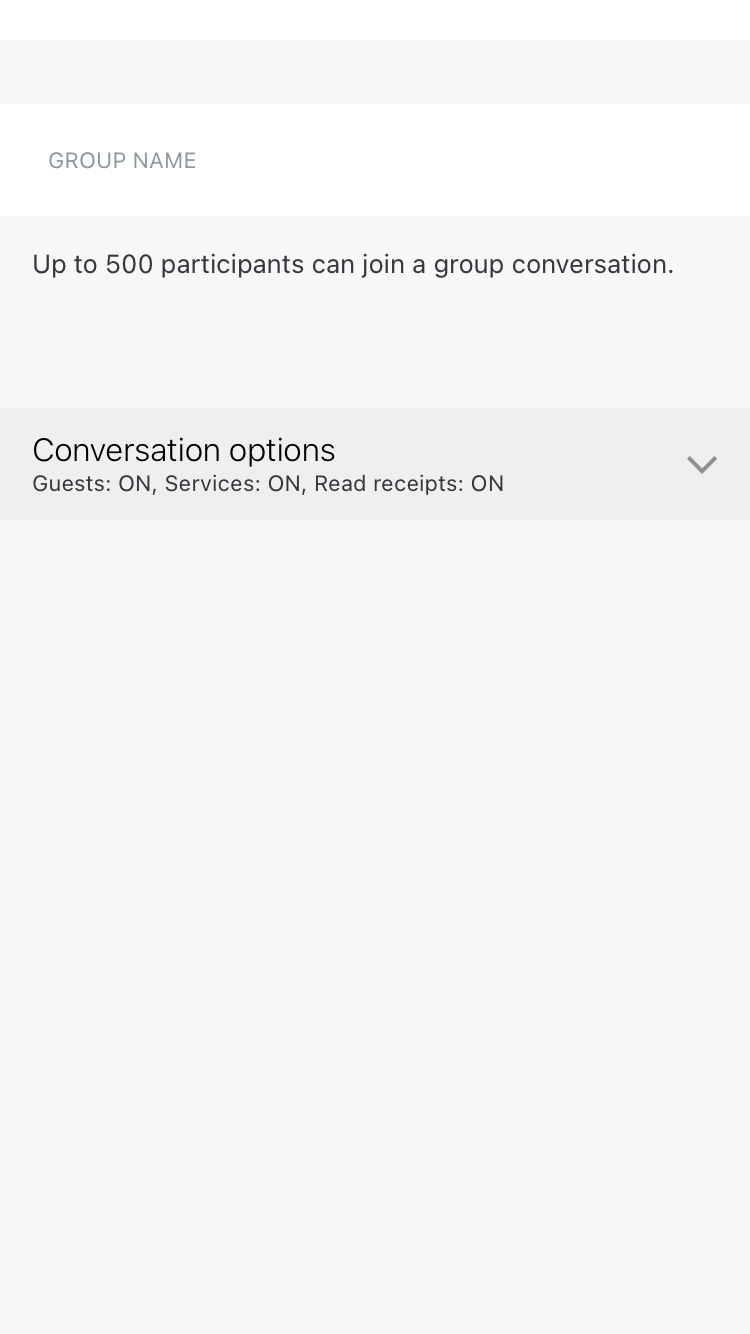 GROUP NAME
Up to 500 participants can join a group conversation.
Conversation options
Guests: ON, Services: ON, Read receipts: ON